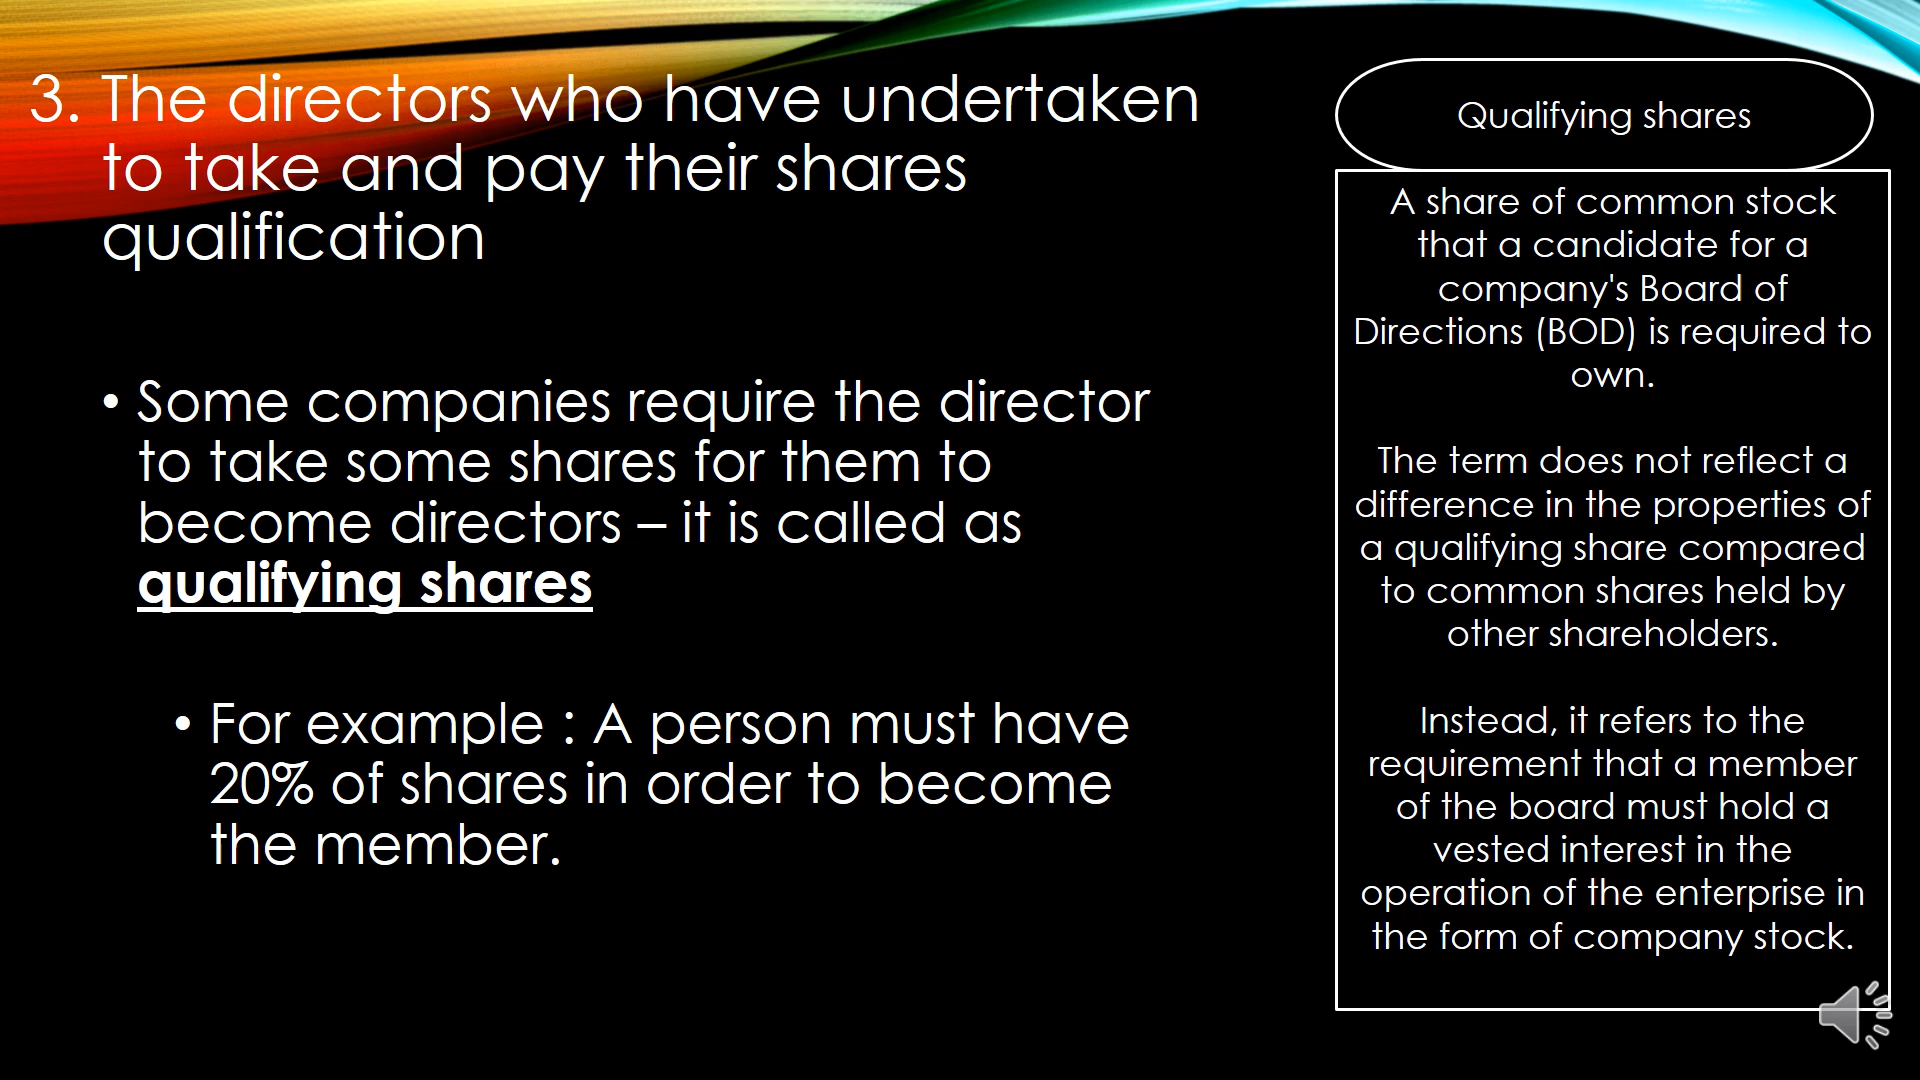 3. The directors who have undertaken
to take and pay their shares
qualification
• Some companies require the director
to take some shares for them to
become directors – it is called as
qualifying shares
• For example : A person must have
20% of shares in order to become
the member.
Qualifying shares
A share of common stock
that a candidate for a
company's Board of
Directions (BOD) is required to
own.
The term does not reflect a
difference in the properties of
a qualifying share compared
to common shares held by
other shareholders.
Instead, it refers to the
requirement that a member
of the board must hold a
vested interest in the
operation of the enterprise in
the form of company stock.